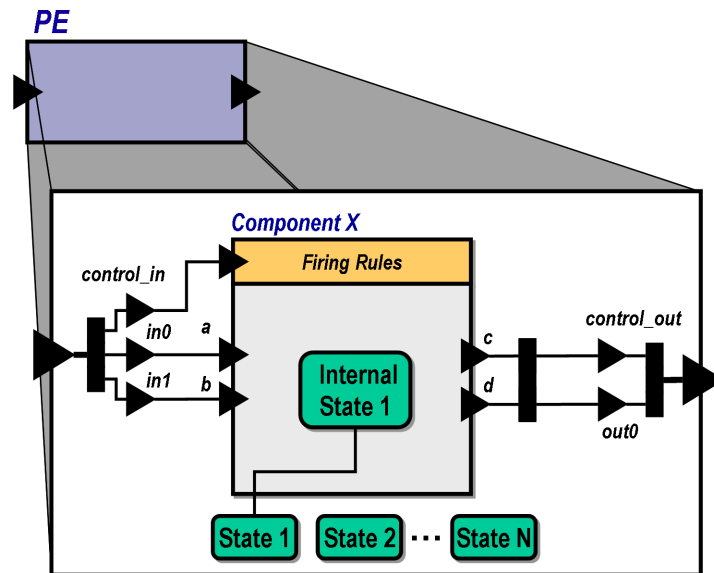 PE
Component X
Firing Rules
control_in
in0
a
in1
b
Internal
State 1
c
d
control_out
out0
State 1
State 2
...
State N